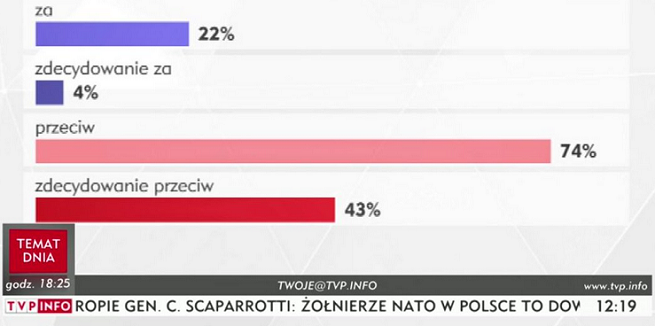 za
22%
zdecydowanie za
4%
przeciw
74%
zdecydowanie przeciw
43%
TEMAT
DNIA
godz. 18:25
TWOJE@TVP.INFO
www.tvp.info
TVP INFO ROPIE GEN. C. SCAPARROTTI: ŻOŁNIERZE NATO W POLSCE TO DOW 12:19